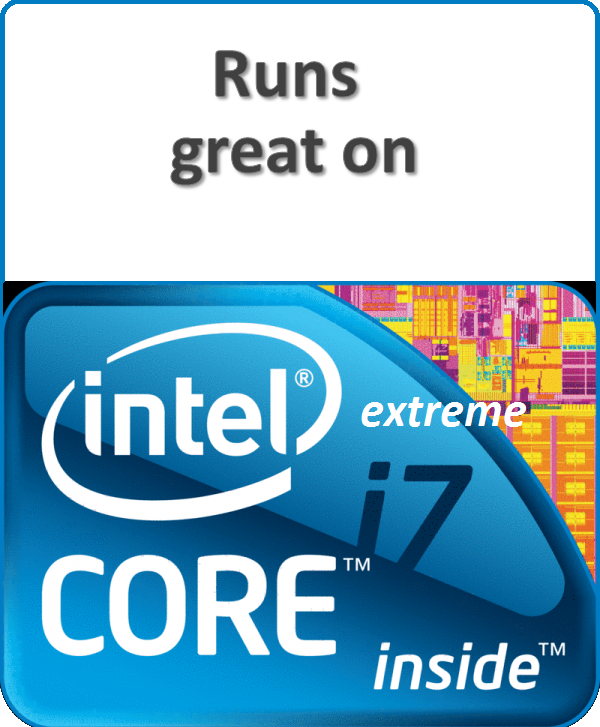 Runs
great on
intel®
extreme
i7
CORE™
inside™